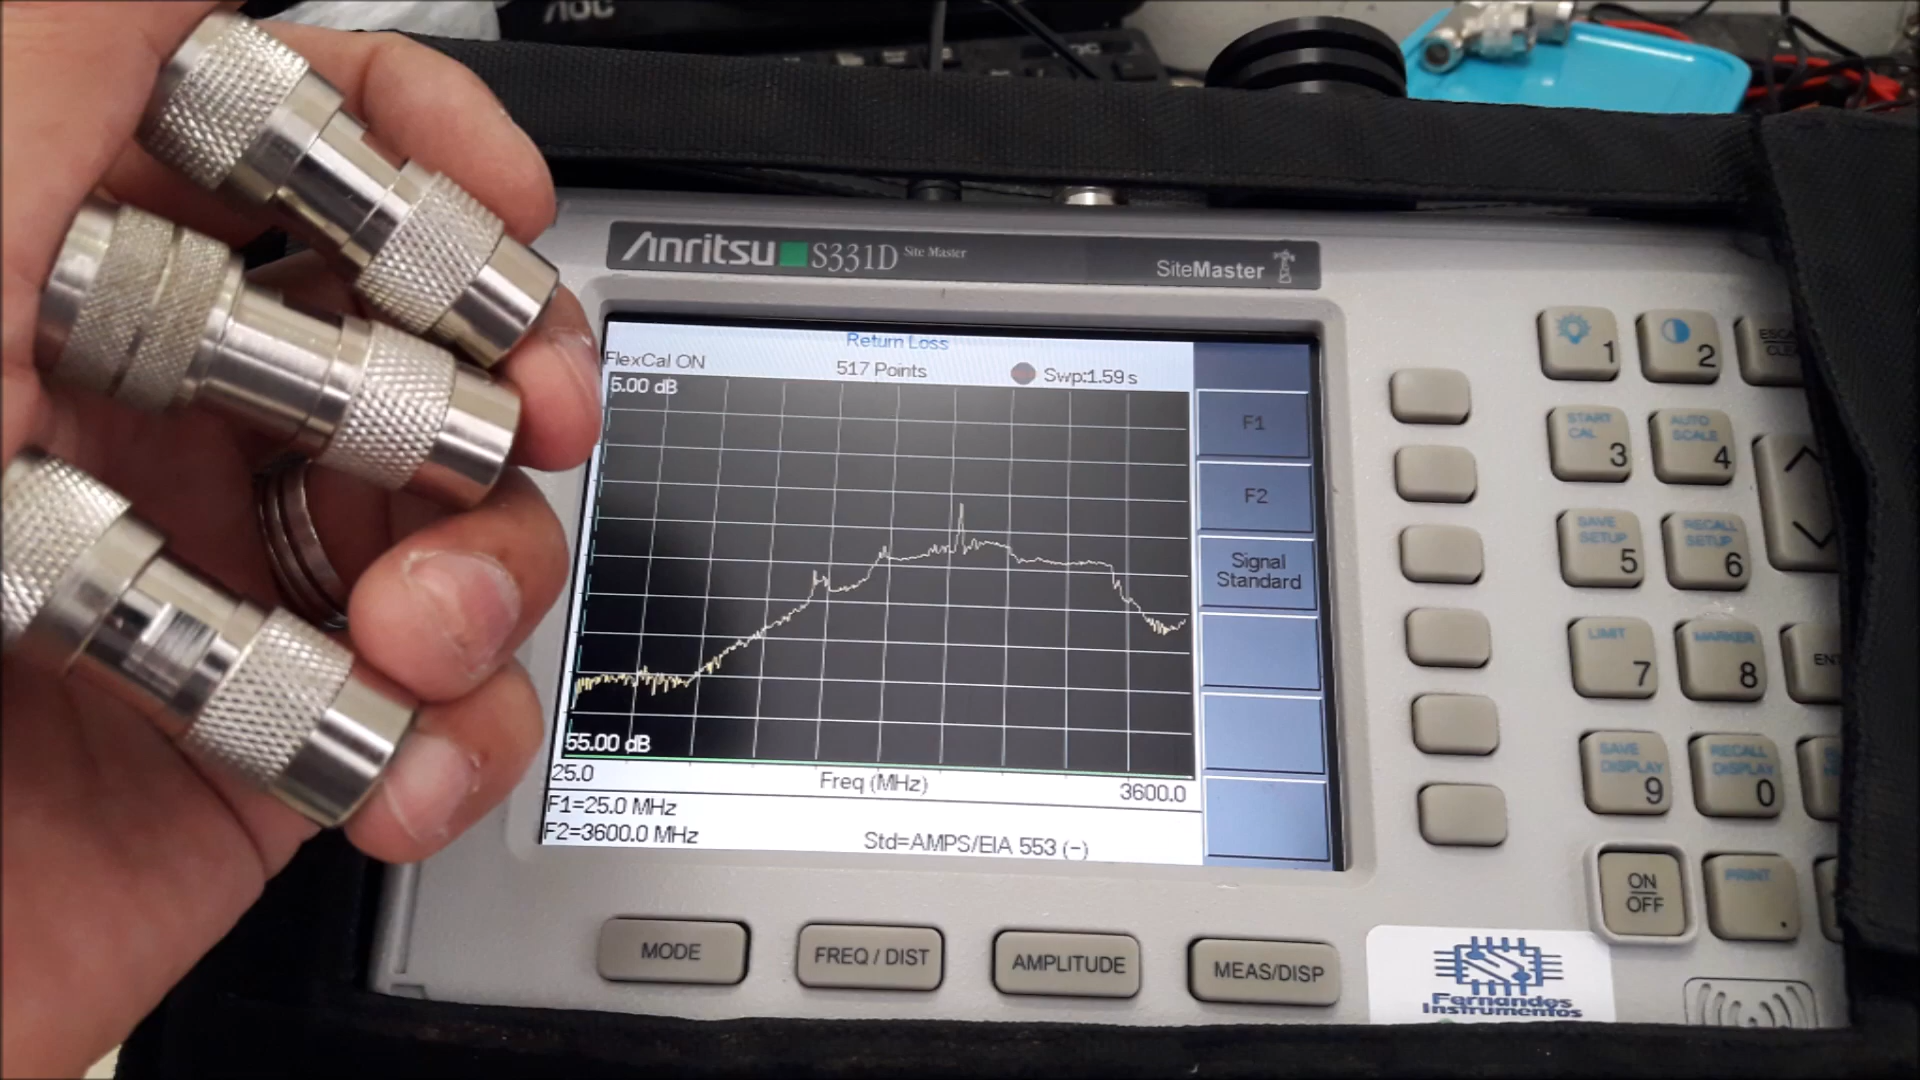 AOC
Anritsu S331D Site Master
SiteMaster
Return Loss
FlexCal ON
517 Points
Swp:1.59 s
5.00 dB
55.00 dB
25.0
Freq (MHz)
3600.0
F1=25.0 MHz
F2=3600.0 MHz
Std=AMPS/EIA 553 (-)
F1
F2
Signal
Standard
1
2
START
CAL
3
AUTO
SCALE
4
SAVE
SETUP
5
RECALL
SETUP
6
LIMIT
7
MARKER
8
SAVE
DISPLAY
9
RECALL
DISPLAY
0
ON
OFF
PRINT
.
MODE
FREQ / DIST
AMPLITUDE
MEAS/DISP
Fernandes
Instrumentos